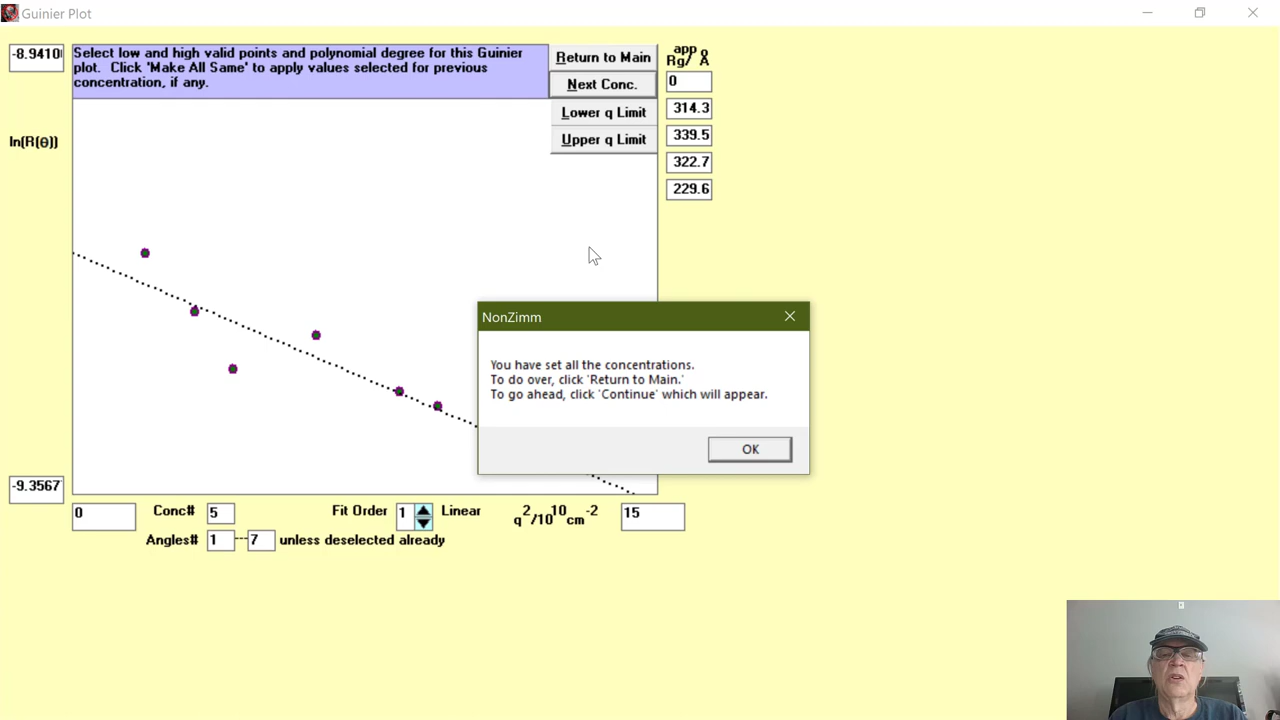 Guinier Plot
-8.9410
Select low and high valid points and polynomial degree for this Guinier
plot. Click 'Make All Same' to apply values selected for previous
concentration, if any.
Return to Main
Next Conc.
Lower q Limit
Upper q Limit
app o
Rg/ A
0
314.3
339.5
322.7
229.6
ln(R(θ))
NonZimm
You have set all the concentrations.
To do over, click 'Return to Main.'
To go ahead, click 'Continue' which will appear.
OK
-9.3567
0
Conc# 5
Fit Order 1 Linear
q2/10 10 cm -2
15
Angles# 1 --- 7 unless deselected already